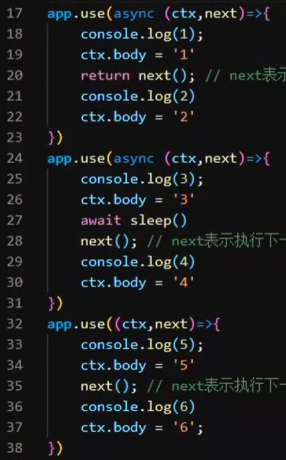 17 app.use(async (ctx,next)=>{
18     console.log(1);
19     ctx.body = '1'
20     return next(); // next表示
21     console.log(2)
22     ctx.body = '2'
23 })
24 app.use(async (ctx,next)=>{
25     console.log(3);
26     ctx.body = '3'
27     await sleep()
28     next(); // next表示执行下一
29     console.log(4)
30     ctx.body = '4'
31 })
32 app.use((ctx,next)=>{
33     console.log(5);
34     ctx.body = '5'
35     next(); // next表示执行下一
36     console.log(6)
37     ctx.body = '6';
38 })